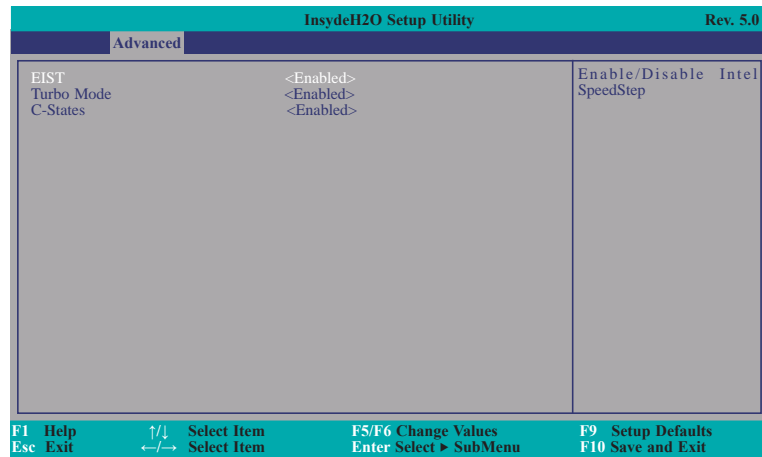 InsydeH2O Setup Utility Rev. 5.0
Advanced
EIST <Enabled>
Turbo Mode <Enabled>
C-States <Enabled>
Enable/Disable Intel
SpeedStep
F1 Help ↑/↓ Select Item F5/F6 Change Values F9 Setup Defaults
Esc Exit ←/→ Select Item Enter Select ► SubMenu F10 Save and Exit